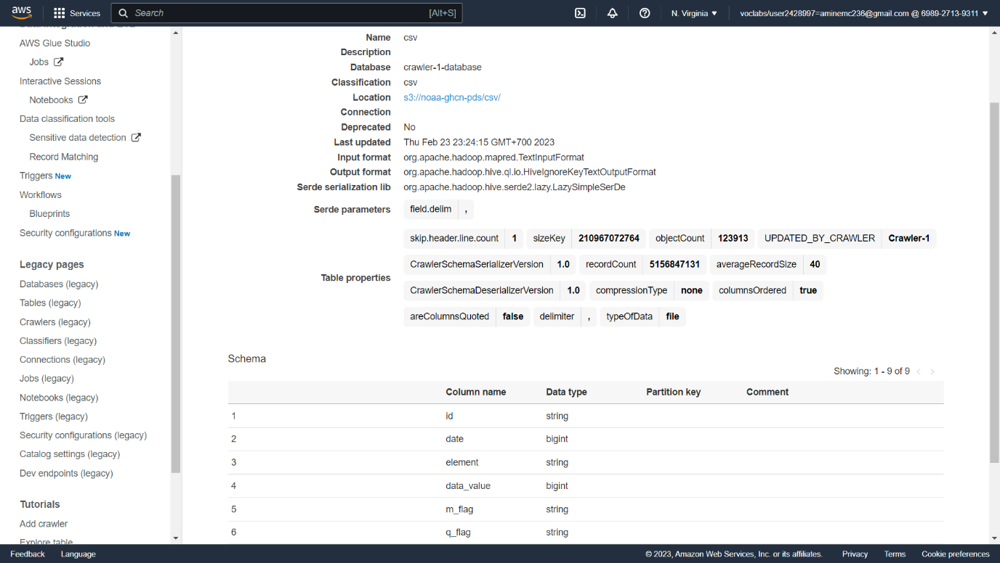 aws
Services
Search
[Alt+S]
N. Virginia
voclabs/user2428997=aminemc236@gmail.com @ 6989-2713-9311
AWS Glue Studio
Jobs
Interactive Sessions
Notebooks
Data classification tools
Sensitive data detection
Record Matching
Triggers New
Workflows
Blueprints
Security configurations New
Legacy pages
Databases (legacy)
Tables (legacy)
Crawlers (legacy)
Classifiers (legacy)
Connections (legacy)
Jobs (legacy)
Notebooks (legacy)
Triggers (legacy)
Security configurations (legacy)
Catalog settings (legacy)
Dev endpoints (legacy)
Tutorials
Add crawler
Explore table
Name csv
Description
Database crawler-1-database
Classification csv
Location s3://noaa-ghcn-pds/csv/
Connection
Deprecated No
Last updated Thu Feb 23 23:24:15 GMT+700 2023
Input format org.apache.hadoop.mapred.TextInputFormat
Output format org.apache.hadoop.hive.ql.io.HiveIgnoreKeyTextOutputFormat
Serde serialization lib org.apache.hadoop.hive.serde2.lazy.LazySimpleSerDe
Serde parameters field.delim ,
Table properties
skip.header.line.count 1 sizeKey 210967072764 objectCount 123913 UPDATED_BY_CRAWLER Crawler-1
CrawlerSchemaSerializerVersion 1.0 recordCount 5156847131 averageRecordSize 40
CrawlerSchemaDeserializerVersion 1.0 compressionType none columnsOrdered true
areColumnsQuoted false delimiter , typeOfData file
Schema
Showing: 1 - 9 of 9 < >
Column name Data type Partition key Comment
1 id string
2 date bigint
3 element string
4 data_value bigint
5 m_flag string
6 q_flag string
Feedback Language © 2023, Amazon Web Services, Inc. or its affiliates. Privacy Terms Cookie preferences